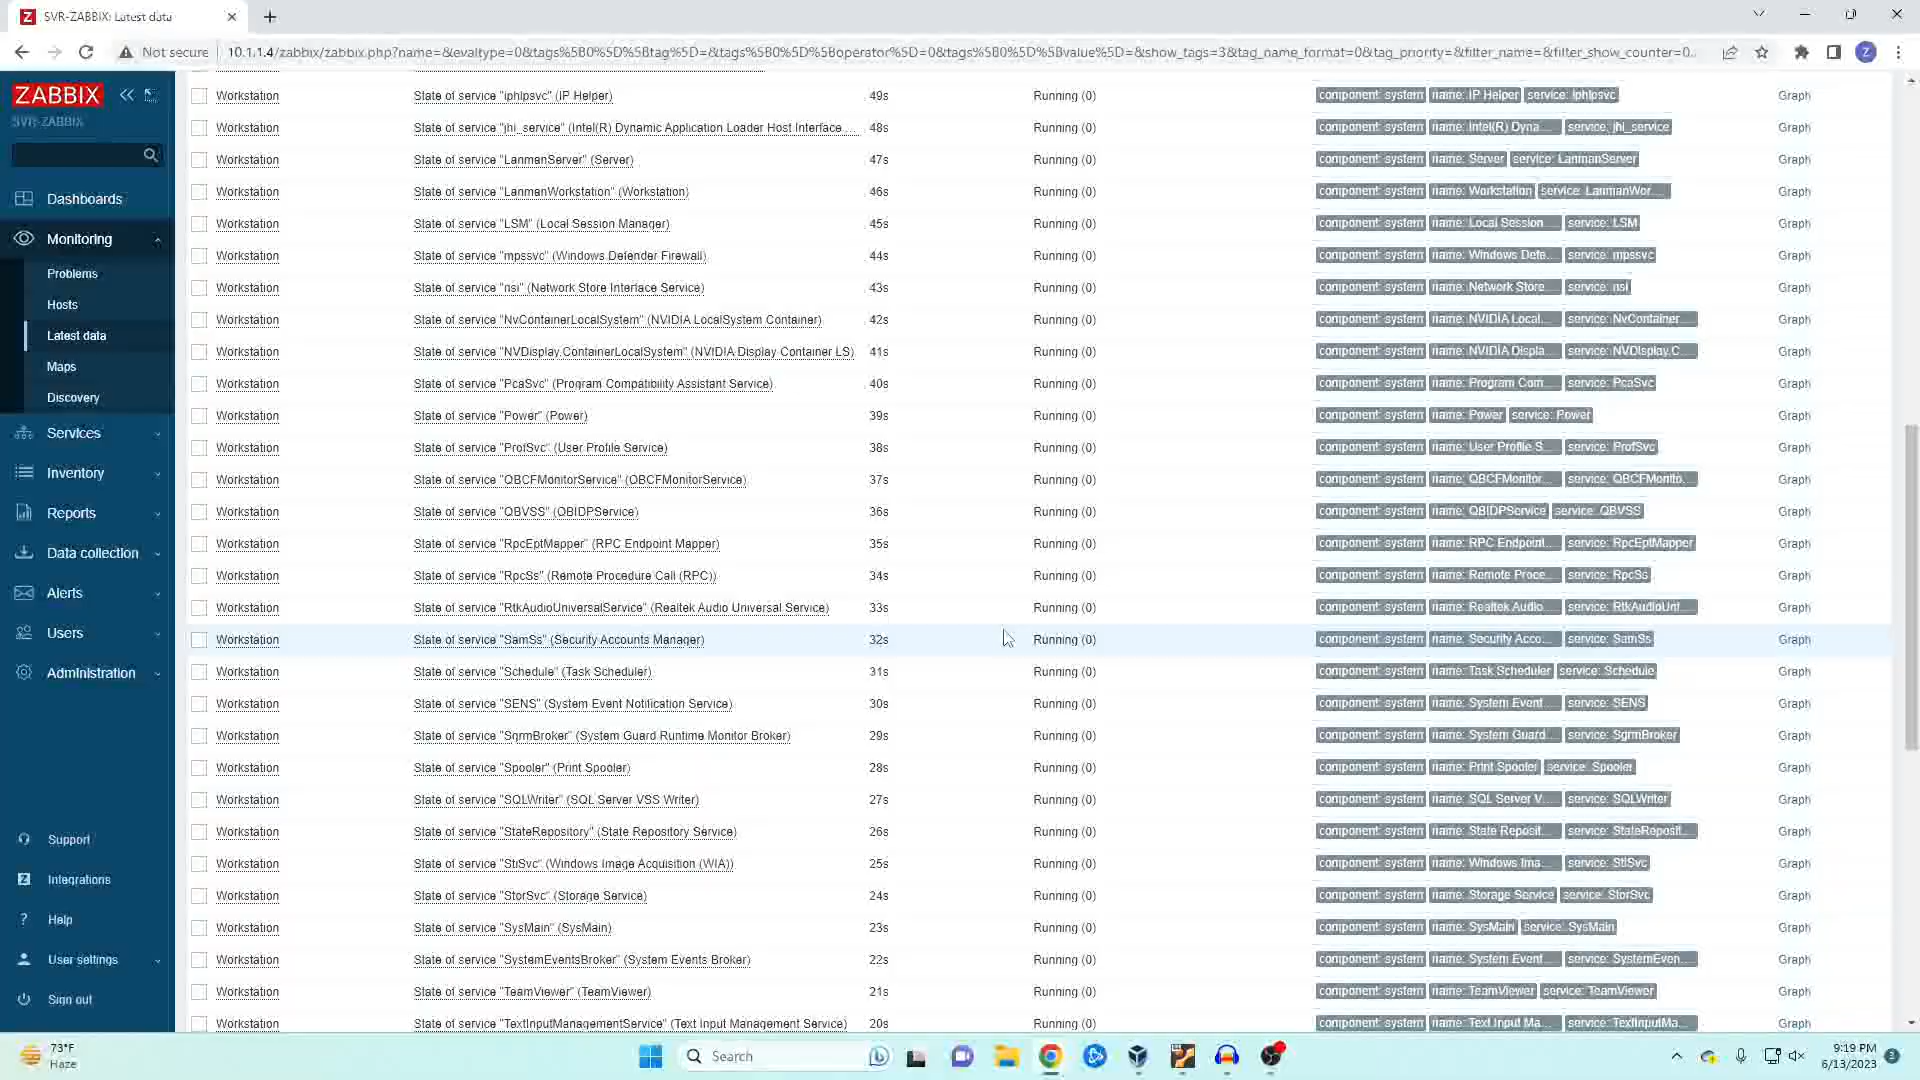 SVR-ZABBIX: Latest data
Not secure 10.1.1.4/zabbix/zabbix.php?name=&evaltype=0&tags%5B0%5D%5Btag%5D=&tags%5B0%5D%5Boperator%5D=0&tags%5B0%5D%5Bvalue%5D=&show_tags=3&tag_name_format=0&tag_priority=&filter_name=&filter_show_counter=0... Z
ZABBIX
SVR-ZABBIX
Dashboards
Monitoring
Problems
Hosts
Latest data
Maps
Discovery
Services
Inventory
Reports
Data collection
Alerts
Users
Administration
Support
Integrations
Help
User settings
Sign out
Workstation State of service "iphlpsvc" (IP Helper) 49s Running (0) component: system name: IP Helper service: iphlpsvc Graph
Workstation State of service "jhi_service" (Intel(R) Dynamic Application Loader Host Interface ... 48s Running (0) component: system name: Intel(R) Dyna... service: jhi_service Graph
Workstation State of service "LanmanServer" (Server) 47s Running (0) component: system name: Server service: LanmanServer Graph
Workstation State of service "LanmanWorkstation" (Workstation) 46s Running (0) component: system name: Workstation service: LanmanWor... Graph
Workstation State of service "LSM" (Local Session Manager) 45s Running (0) component: system name: Local Session ... service: LSM Graph
Workstation State of service "mpssvc" (Windows Defender Firewall) 44s Running (0) component: system name: Windows Defe... service: mpssvc Graph
Workstation State of service "nsi" (Network Store Interface Service) 43s Running (0) component: system name: Network Store... service: nsi Graph
Workstation State of service "NvContainerLocalSystem" (NVIDIA LocalSystem Container) 42s Running (0) component: system name: NVIDIA Local... service: NvContainer... Graph
Workstation State of service "NVDisplay.ContainerLocalSystem" (NVIDIA Display Container LS) 41s Running (0) component: system name: NVIDIA Displa... service: NVDisplay.C... Graph
Workstation State of service "PcaSvc" (Program Compatibility Assistant Service) 40s Running (0) component: system name: Program Com... service: PcaSvc Graph
Workstation State of service "Power" (Power) 39s Running (0) component: system name: Power service: Power Graph
Workstation State of service "ProfSvc" (User Profile Service) 38s Running (0) component: system name: User Profile S... service: ProfSvc Graph
Workstation State of service "QBCFMonitorService" (QBCFMonitorService) 37s Running (0) component: system name: QBCFMonitor... service: QBCFMonito... Graph
Workstation State of service "QBVSS" (QBIDPService) 36s Running (0) component: system name: QBIDPService service: QBVSS Graph
Workstation State of service "RpcEptMapper" (RPC Endpoint Mapper) 35s Running (0) component: system name: RPC Endpoint... service: RpcEptMapper Graph
Workstation State of service "RpcSs" (Remote Procedure Call (RPC)) 34s Running (0) component: system name: Remote Proce... service: RpcSs Graph
Workstation State of service "RtkAudioUniversalService" (Realtek Audio Universal Service) 33s Running (0) component: system name: Realtek Audio... service: RtkAudioUni... Graph
Workstation State of service "SamSs" (Security Accounts Manager) 32s Running (0) component: system name: Security Acco... service: SamSs Graph
Workstation State of service "Schedule" (Task Scheduler) 31s Running (0) component: system name: Task Scheduler service: Schedule Graph
Workstation State of service "SENS" (System Event Notification Service) 30s Running (0) component: system name: System Event ... service: SENS Graph
Workstation State of service "SgrmBroker" (System Guard Runtime Monitor Broker) 29s Running (0) component: system name: System Guard... service: SgrmBroker Graph
Workstation State of service "Spooler" (Print Spooler) 28s Running (0) component: system name: Print Spooler service: Spooler Graph
Workstation State of service "SQLWriter" (SQL Server VSS Writer) 27s Running (0) component: system name: SQL Server V... service: SQLWriter Graph
Workstation State of service "StateRepository" (State Repository Service) 26s Running (0) component: system name: State Reposit... service: StateReposit... Graph
Workstation State of service "StiSvc" (Windows Image Acquisition (WIA)) 25s Running (0) component: system name: Windows Ima... service: StiSvc Graph
Workstation State of service "StorSvc" (Storage Service) 24s Running (0) component: system name: Storage Service service: StorSvc Graph
Workstation State of service "SysMain" (SysMain) 23s Running (0) component: system name: SysMain service: SysMain Graph
Workstation State of service "SystemEventsBroker" (System Events Broker) 22s Running (0) component: system name: System Event... service: SystemEven... Graph
Workstation State of service "TeamViewer" (TeamViewer) 21s Running (0) component: system name: TeamViewer service: TeamViewer Graph
Workstation State of service "TextInputManagementService" (Text Input Management Service) 20s Running (0) component: system name: Text Input Ma... service: TextInputMa... Graph
73°F
Haze
Search
9:19 PM
6/13/2023
3